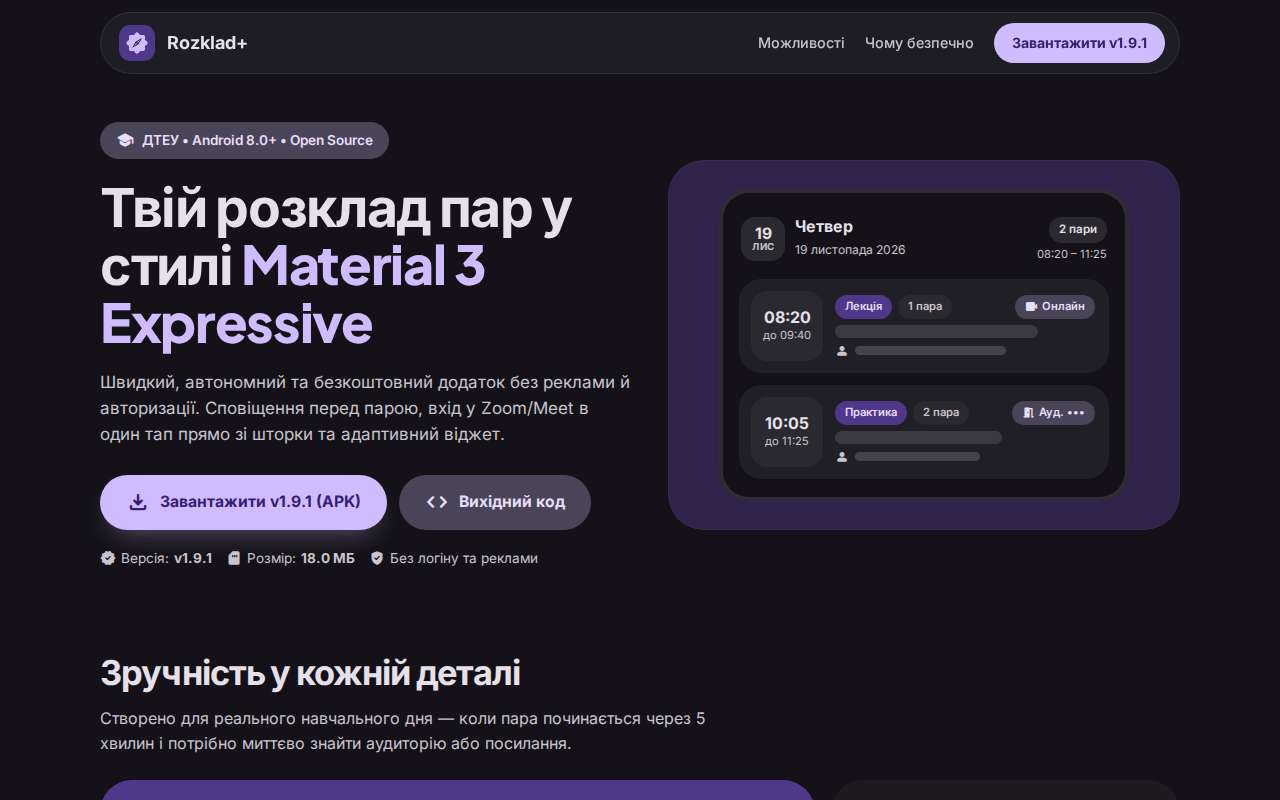 Rozklad+
Можливості
Чому безпечно
Завантажити v1.9.1
ДТЕУ • Android 8.0+ • Open Source
Твій розклад пар у
стилі Material 3
Expressive
Швидкий, автономний та безкоштовний додаток без реклами й
авторизації. Сповіщення перед парою, вхід у Zoom/Meet в
один тап прямо зі шторки та адаптивний віджет.
Завантажити v1.9.1 (APK)
Вихідний код
Версія: v1.9.1
Розмір: 18.0 МБ
Без логіну та реклами
19
ЛИС
Четвер
19 листопада 2026
2 пари
08:20 – 11:25
08:20
до 09:40
Лекція
1 пара
Онлайн
10:05
до 11:25
Практика
2 пара
Ауд. •••
Зручність у кожній деталі
Створено для реального навчального дня — коли пара починається через 5
хвилин і потрібно миттєво знайти аудиторію або посилання.